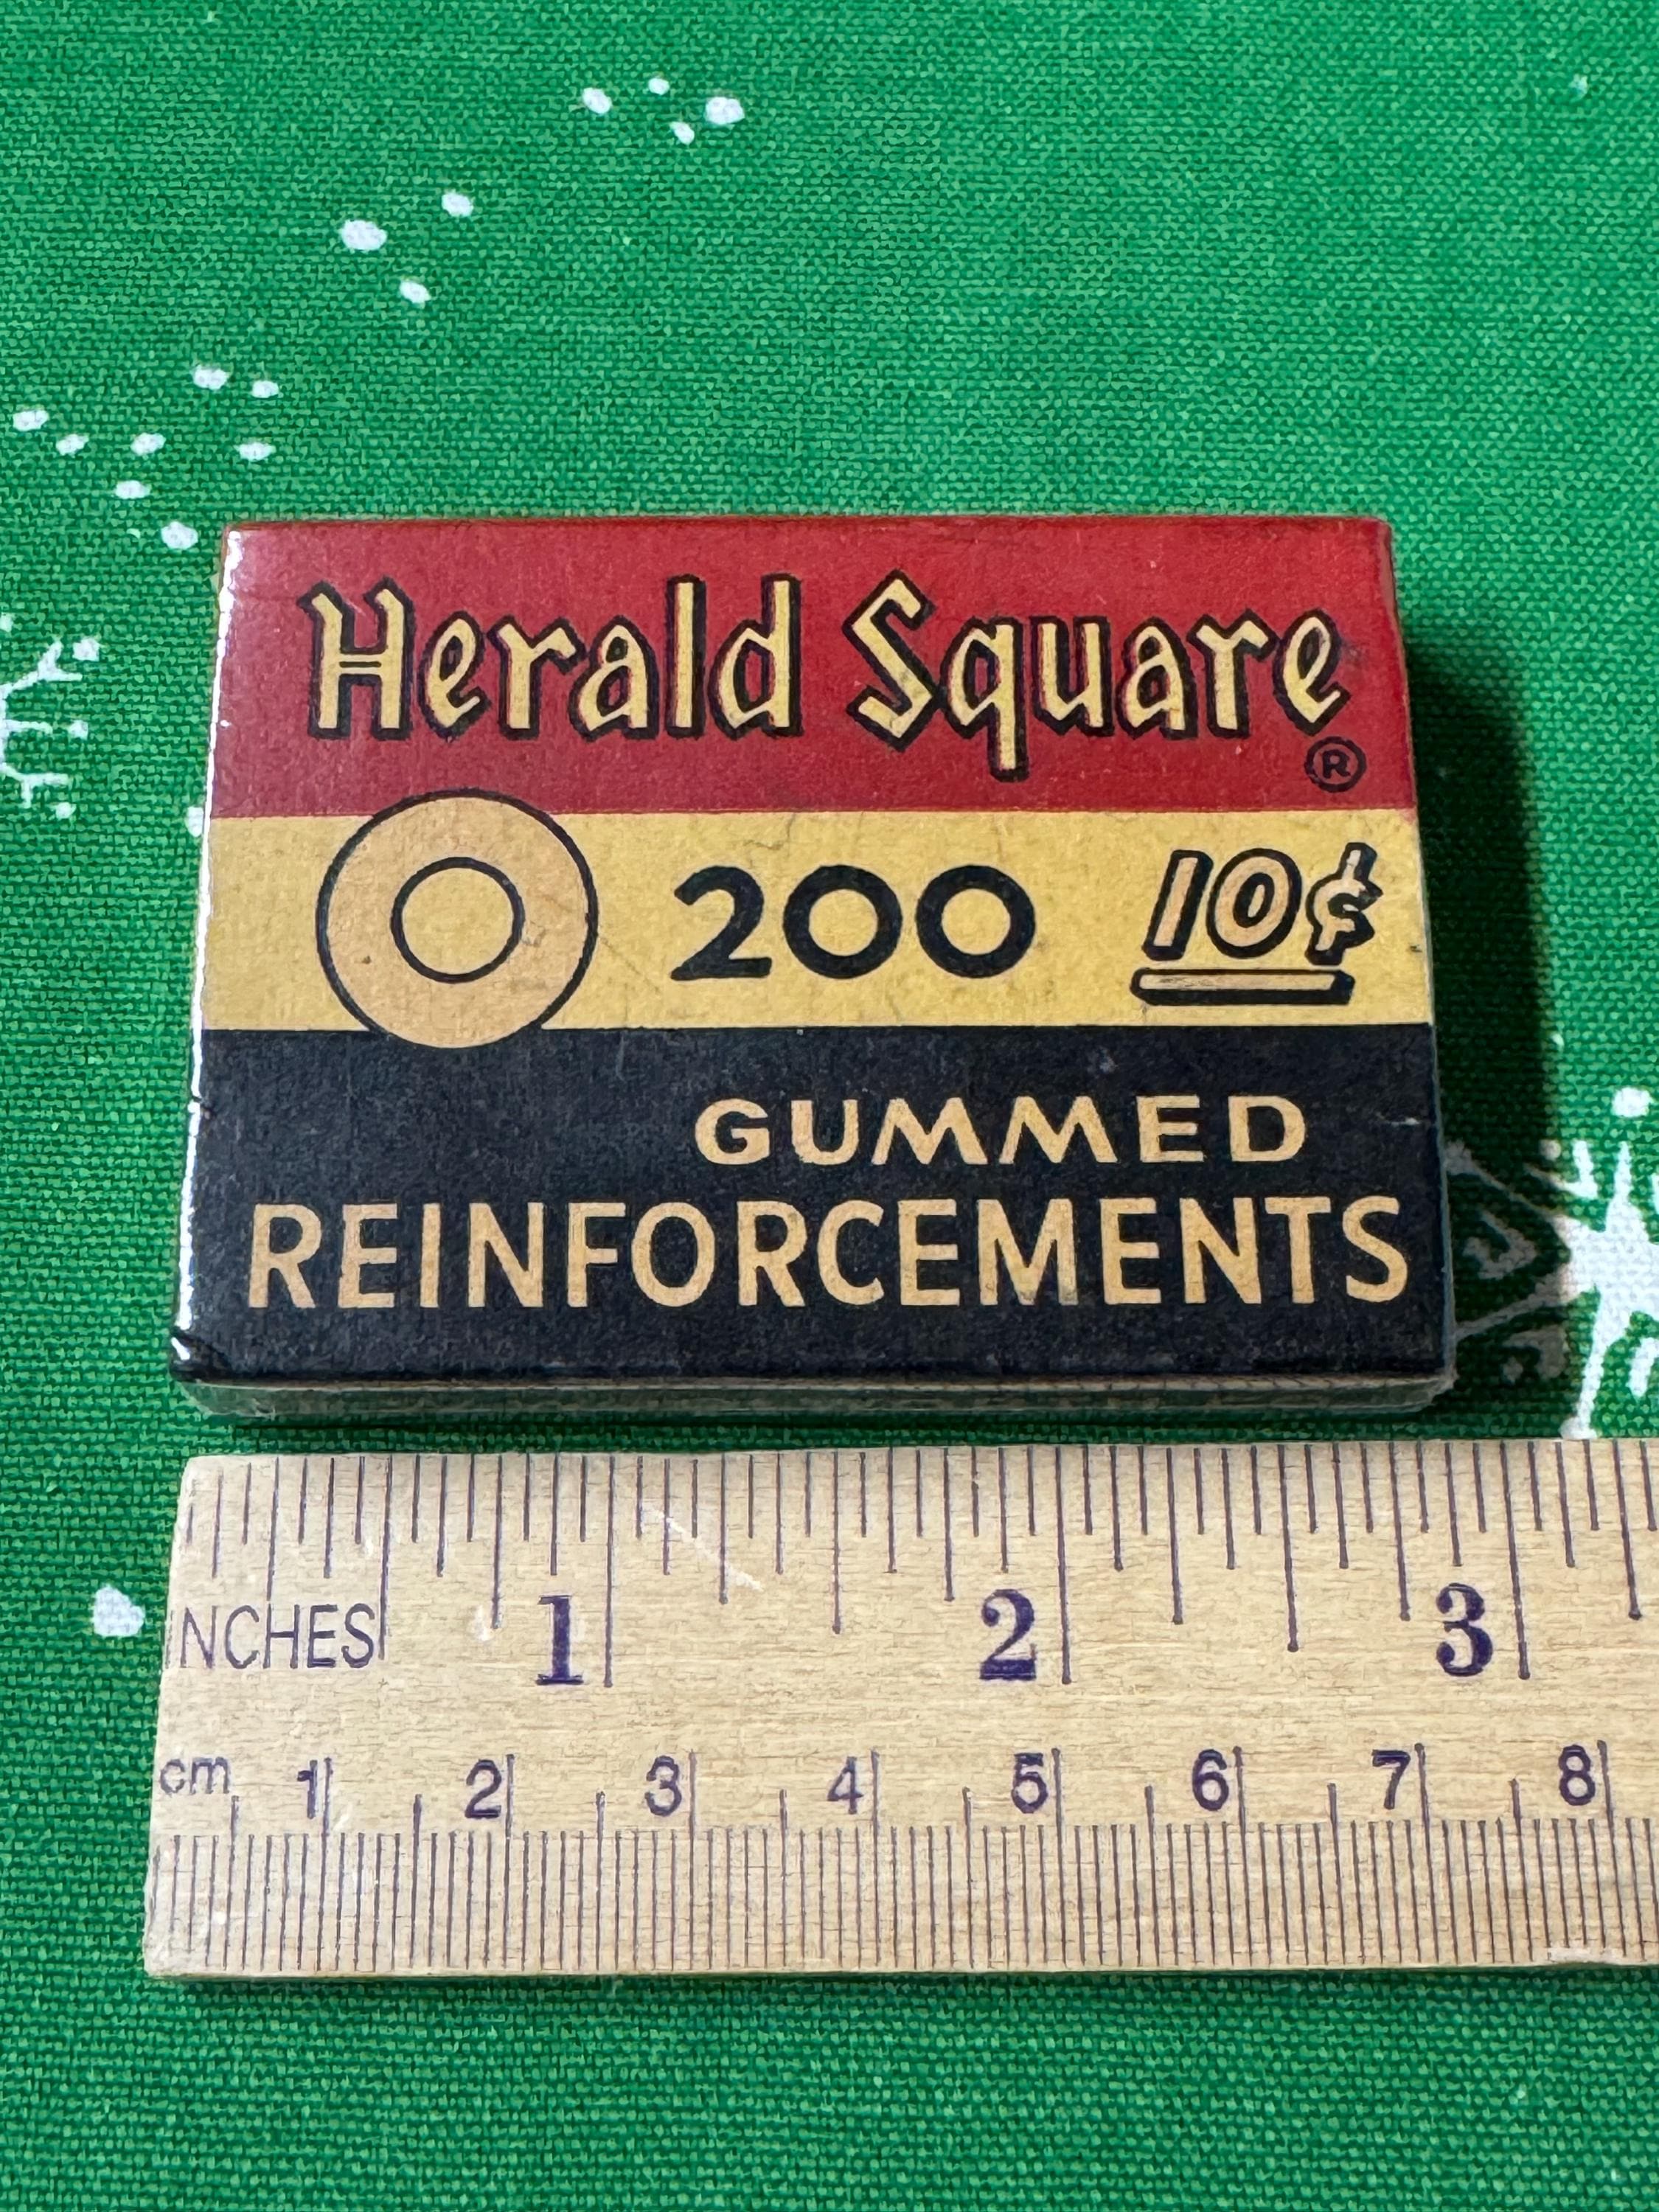 Herald Square
®
200 10¢
GUMMED
REINFORCEMENTS
INCHES 1 2 3
cm 1 2 3 4 5 6 7 8